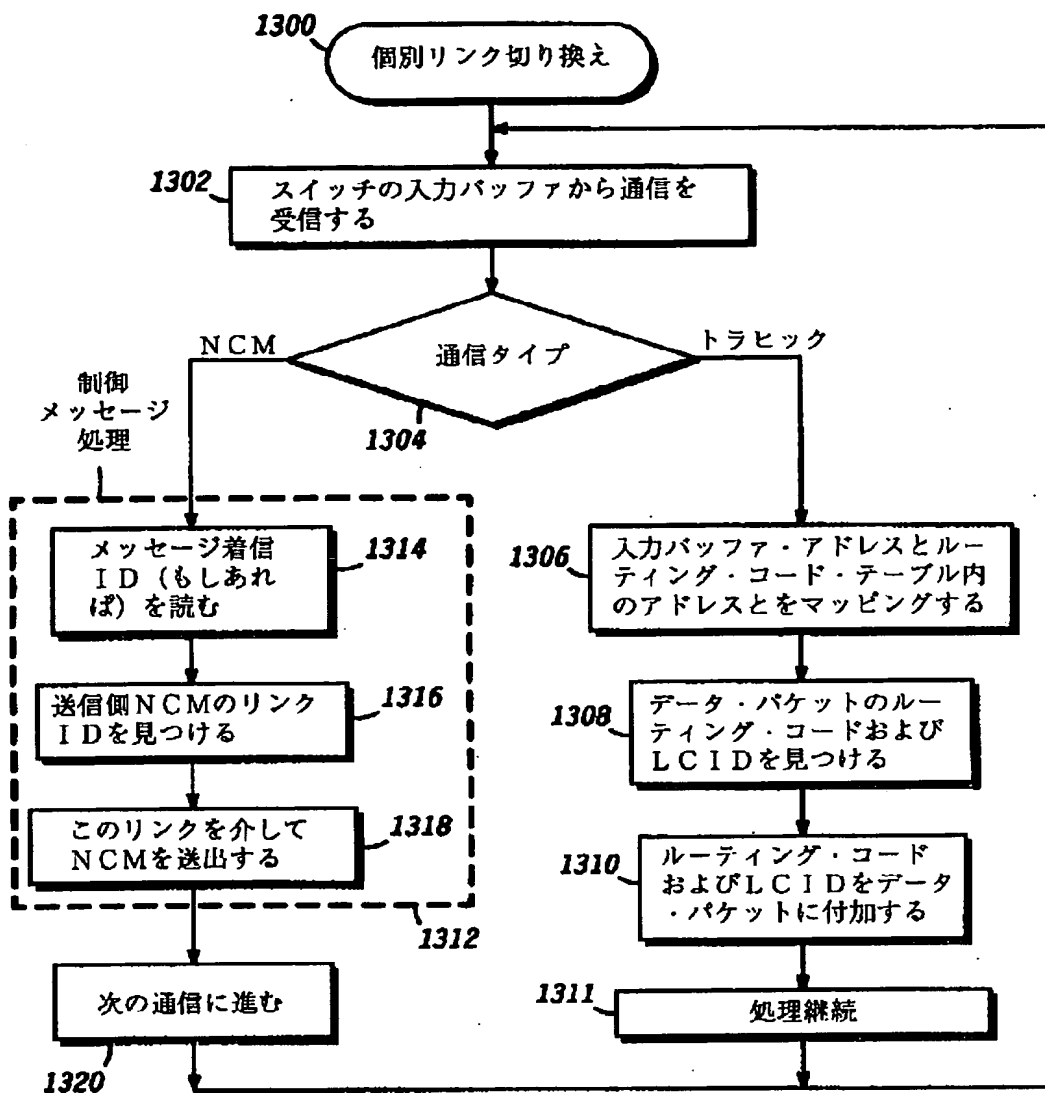 1300
個別リンク切り換え
1302
スイッチの入力バッファから通信を
受信する
NCM
通信タイプ
トラヒック
1304
制御
メッセージ
処理
メッセージ着信
ID(もしあれ
ば)を読む
1314
送信側NCMのリンク
IDを見つける
1316
このリンクを介して
NCMを送出する
1318
1312
次の通信に進む
1320
1306
入力バッファ・アドレスとルー
ティング・コード・テーブル内
のアドレスとをマッピングする
1308
データ・パケットのルー
ティング・コードおよび
LCIDを見つける
1310
ルーティング・コード
およびLCIDをデータ
・パケットに付加する
1311
処理継続